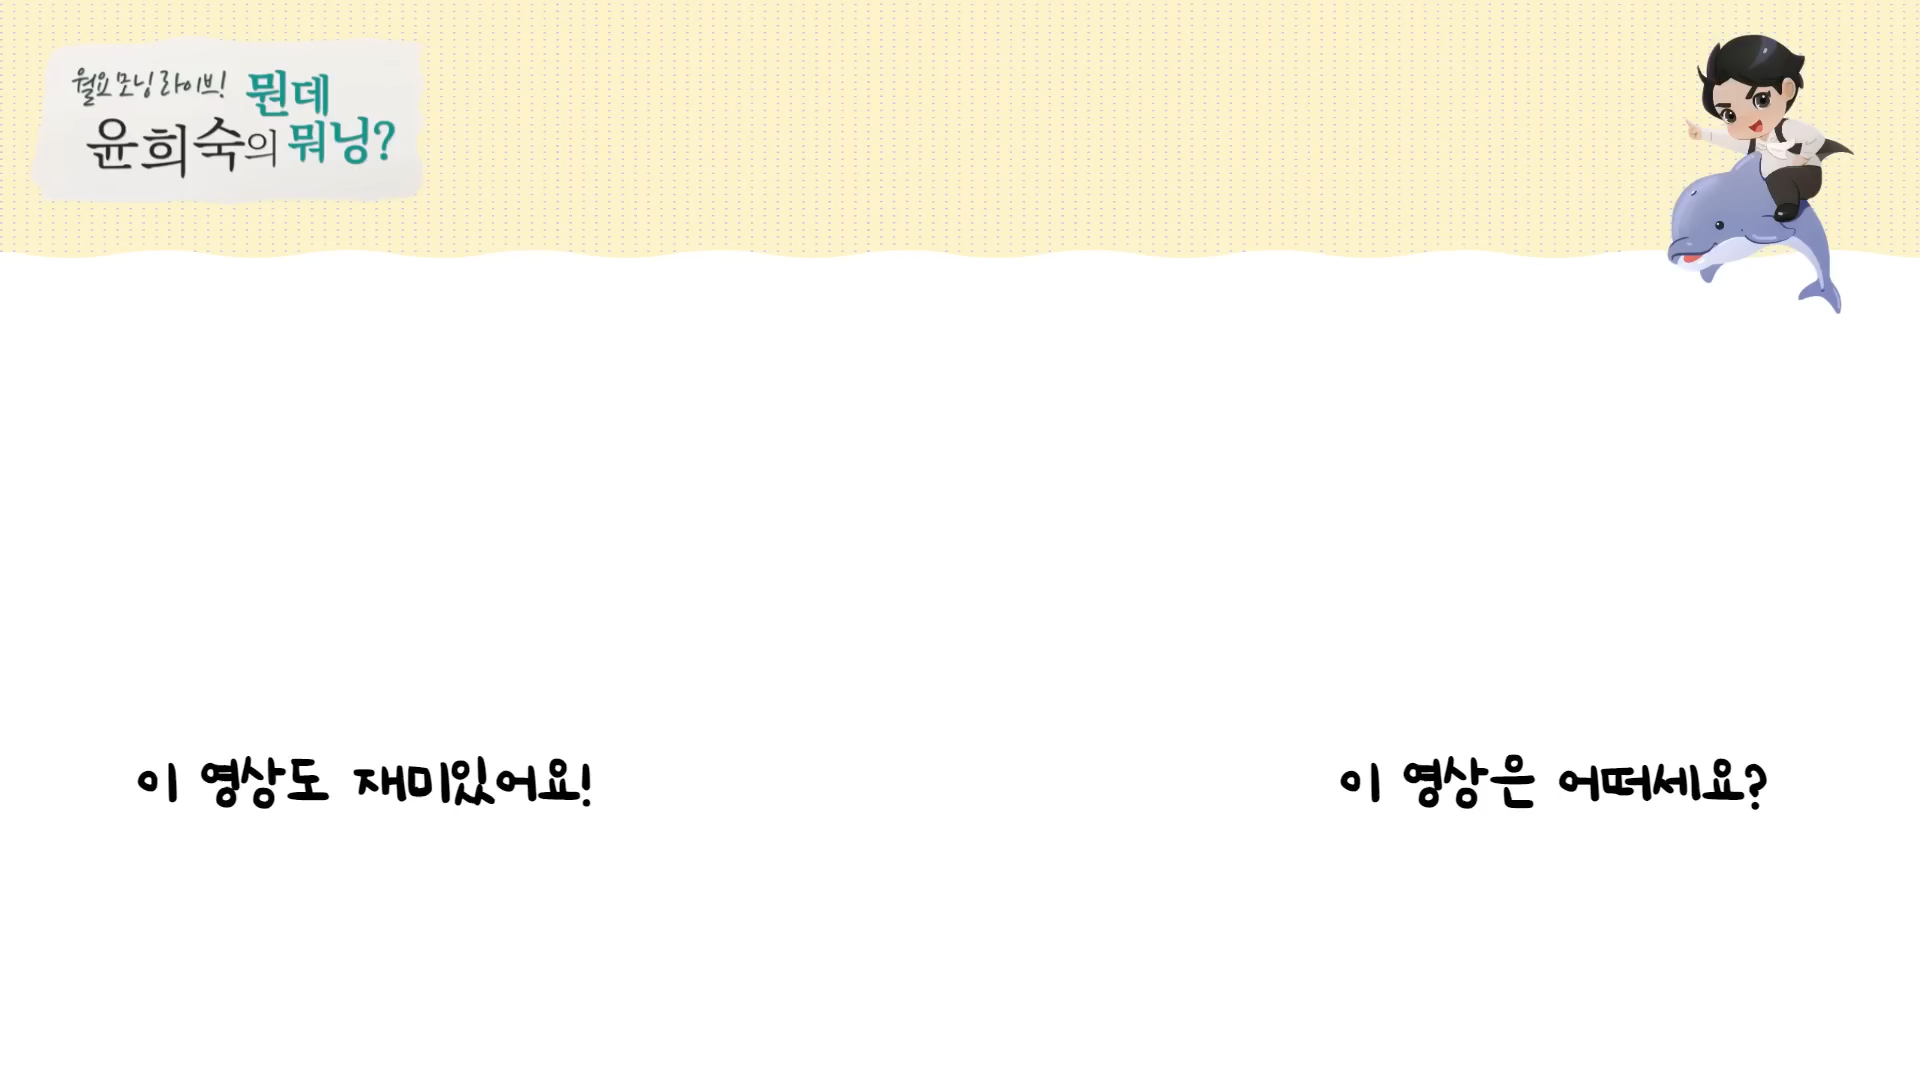 월요 모닝 라이브! 뭔데
윤희숙의 뭐닝?
이 영상도 재미있어요!
이 영상은 어떠세요?